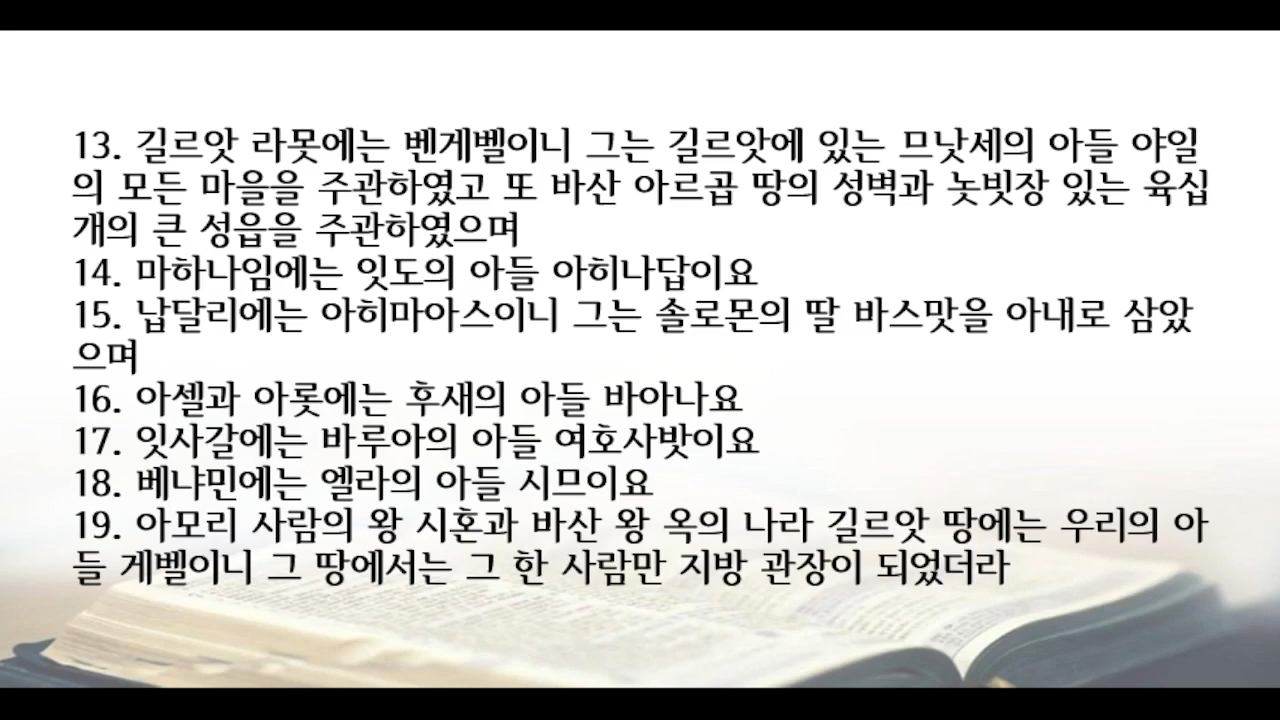 13. 길르앗 라못에는 벤게벨이니 그는 길르앗에 있는 므낫세의 아들 야일
의 모든 마을을 주관하였고 또 바산 아르곱 땅의 성벽과 놋빗장 있는 육십
개의 큰 성읍을 주관하였으며
14. 마하나임에는 잇도의 아들 아히나답이요
15. 납달리에는 아히마아스이니 그는 솔로몬의 딸 바스맛을 아내로 삼았
으며
16. 아셀과 아롯에는 후새의 아들 바아나요
17. 잇사갈에는 바루아의 아들 여호사밧이요
18. 베냐민에는 엘라의 아들 시므이요
19. 아모리 사람의 왕 시혼과 바산 왕 옥의 나라 길르앗 땅에는 우리의 아
들 게벨이니 그 땅에서는 그 한 사람만 지방 관장이 되었더라